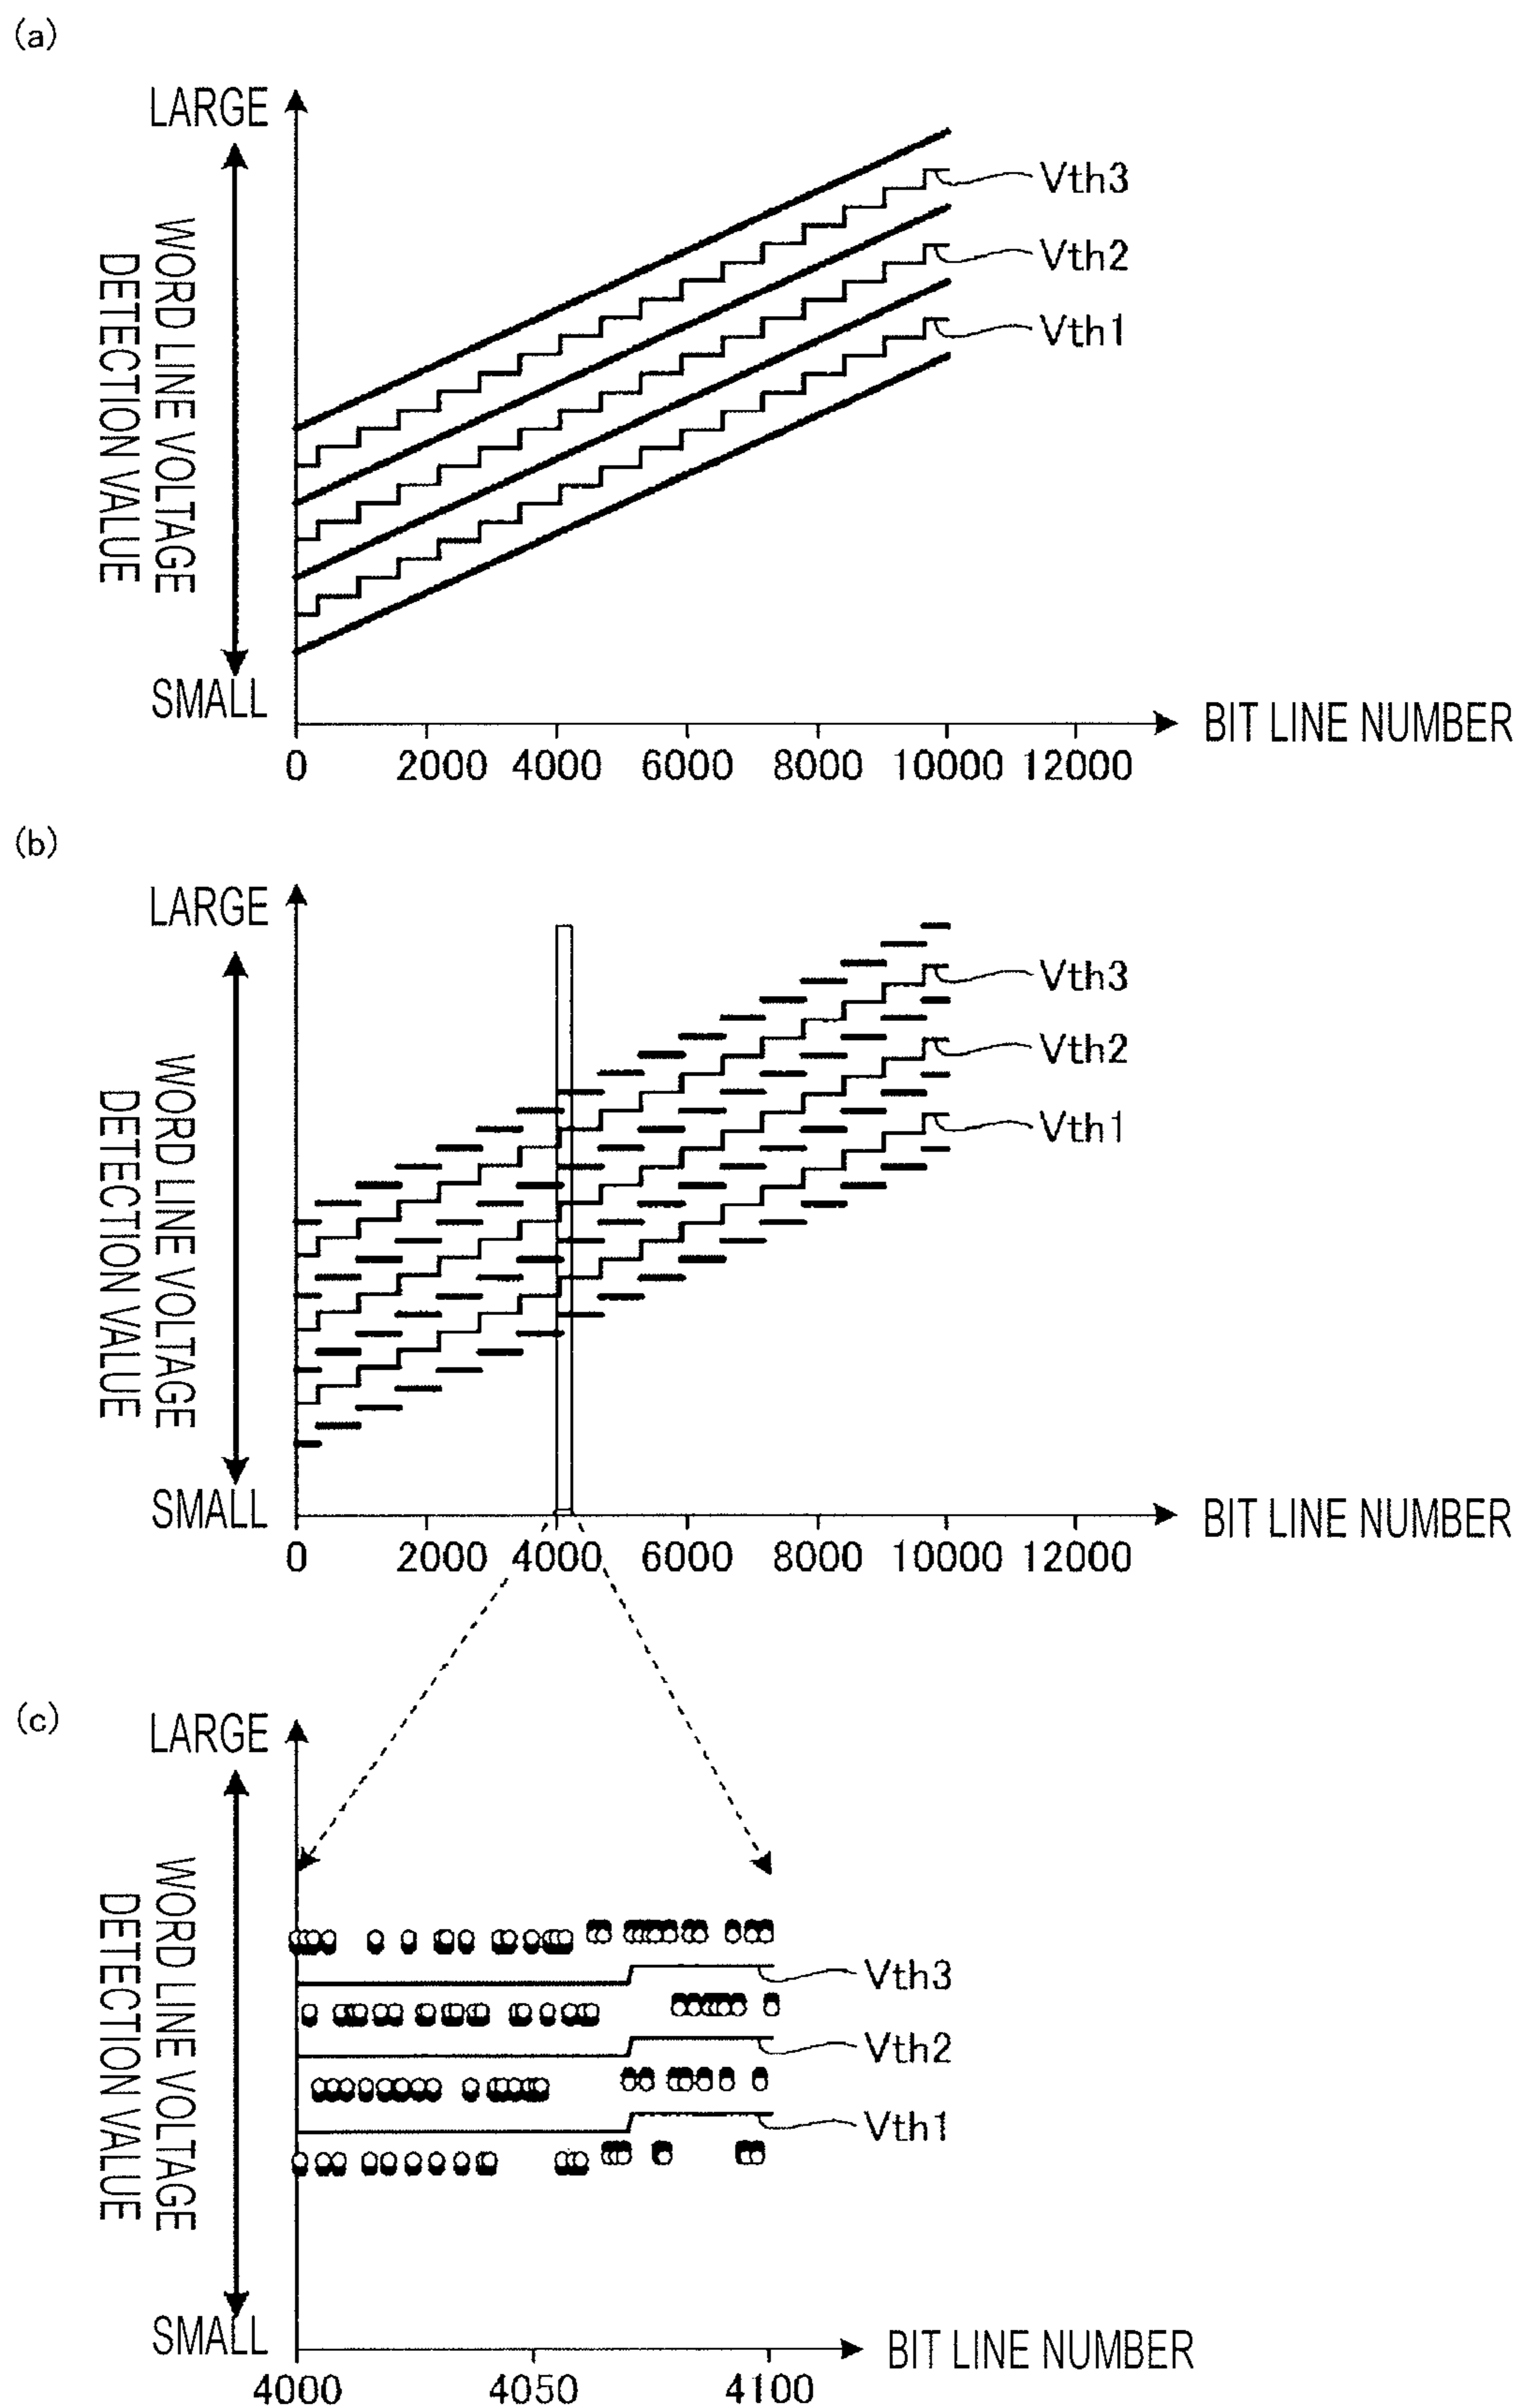 (a)
LARGE
WORD LINE VOLTAGE
DETECTION VALUE
SMALL
Vth3
Vth2
Vth1
0 2000 4000 6000 8000 10000 12000
BIT LINE NUMBER
(b)
LARGE
WORD LINE VOLTAGE
DETECTION VALUE
SMALL
Vth3
Vth2
Vth1
0 2000 4000 6000 8000 10000 12000
BIT LINE NUMBER
(c)
LARGE
WORD LINE VOLTAGE
DETECTION VALUE
SMALL
Vth3
Vth2
Vth1
4000 4050 4100
BIT LINE NUMBER